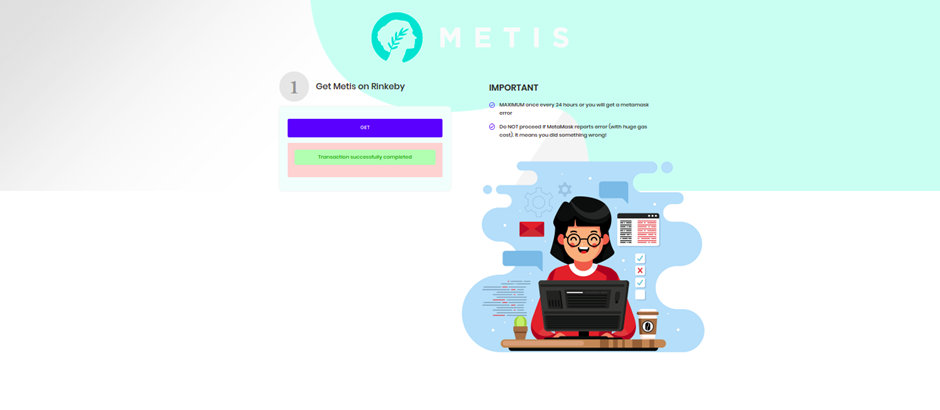 METIS
1
Get Metis on Rinkeby
GET
Transaction successfully completed
IMPORTANT
MAXIMUM once every 24 hours or you will get a metamask
error
Do NOT proceed if MetaMask reports error (with huge gas
cost). It means you did something wrong!